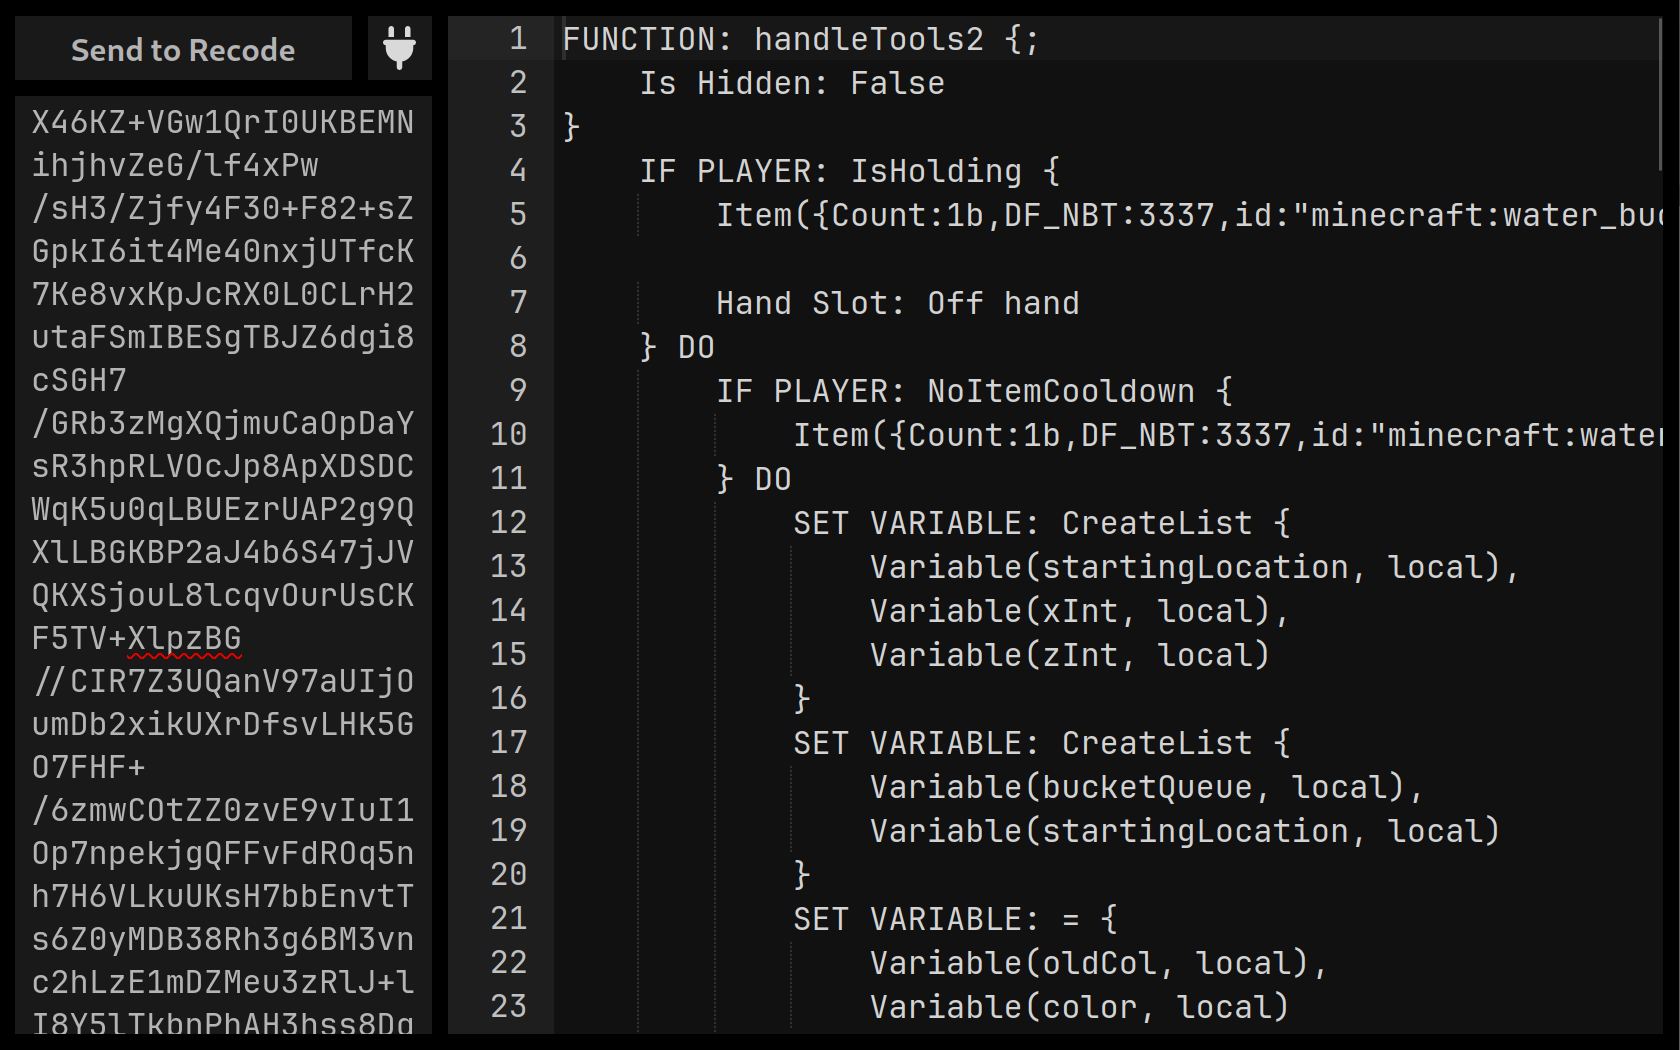 Send to Recode
X46KZ+VGw1QrI0UKBEMN
ihjhvZeG/lf4xPw
/sH3/Zjfy4F30+F82+sZ
GpkI6it4Me40nxjUTfcK
7Ke8vxKpJcRX0L0CLrH2
utaFSmIBESgTBJZ6dgi8
cSGH7
/GRb3zMgXQjmuCaOpDaY
sR3hpRLVOcJp8ApXDSDC
WqK5u0qLBUEzrUAP2g9Q
XlLBGKBP2aJ4b6S47jJV
QKXSjouL8lcqvOurUsCK
F5TV+XlpzBG
//CIR7Z3UQanV97aUIjO
umDb2xikUXrDfsvLHk5G
O7FHF+
/6zmwCOtZZ0zvE9vIuI1
Op7npekjgQFFvFdROq5n
h7H6VLkuUKsH7bbEnvtT
s6Z0yMDB38Rh3g6BM3vn
c2hLzE1mDZMeu3zRlJ+l
I8Y5lTkbnPhAH3hss8Dg
1 FUNCTION: handleTools2 {;
2 Is Hidden: False
3 }
4 IF PLAYER: IsHolding {
5 Item({Count:1b,DF_NBT:3337,id:"minecraft:water_buc
6
7 Hand Slot: Off hand
8 } DO
9 IF PLAYER: NoItemCooldown {
10 Item({Count:1b,DF_NBT:3337,id:"minecraft:water
11 } DO
12 SET VARIABLE: CreateList {
13 Variable(startingLocation, local),
14 Variable(xInt, local),
15 Variable(zInt, local)
16 }
17 SET VARIABLE: CreateList {
18 Variable(bucketQueue, local),
19 Variable(startingLocation, local)
20 }
21 SET VARIABLE: = {
22 Variable(oldCol, local),
23 Variable(color, local)